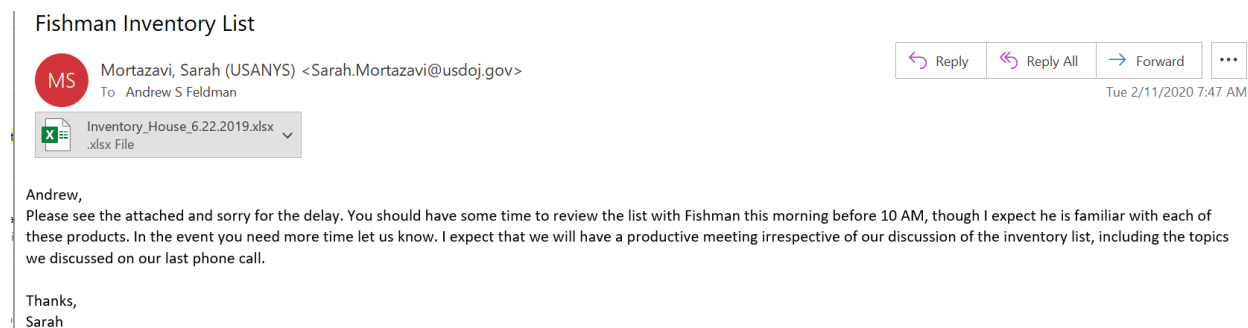 Fishman Inventory List
MS
Mortazavi, Sarah (USANYS) <Sarah.Mortazavi@usdoj.gov>
To Andrew S Feldman
Reply
Reply All
Forward
Tue 2/11/2020 7:47 AM
Inventory_House_6.22.2019.xlsx
.xlsx File
Andrew,
Please see the attached and sorry for the delay. You should have some time to review the list with Fishman this morning before 10 AM, though I expect he is familiar with each of
these products. In the event you need more time let us know. I expect that we will have a productive meeting irrespective of our discussion of the inventory list, including the topics
we discussed on our last phone call.
Thanks,
Sarah